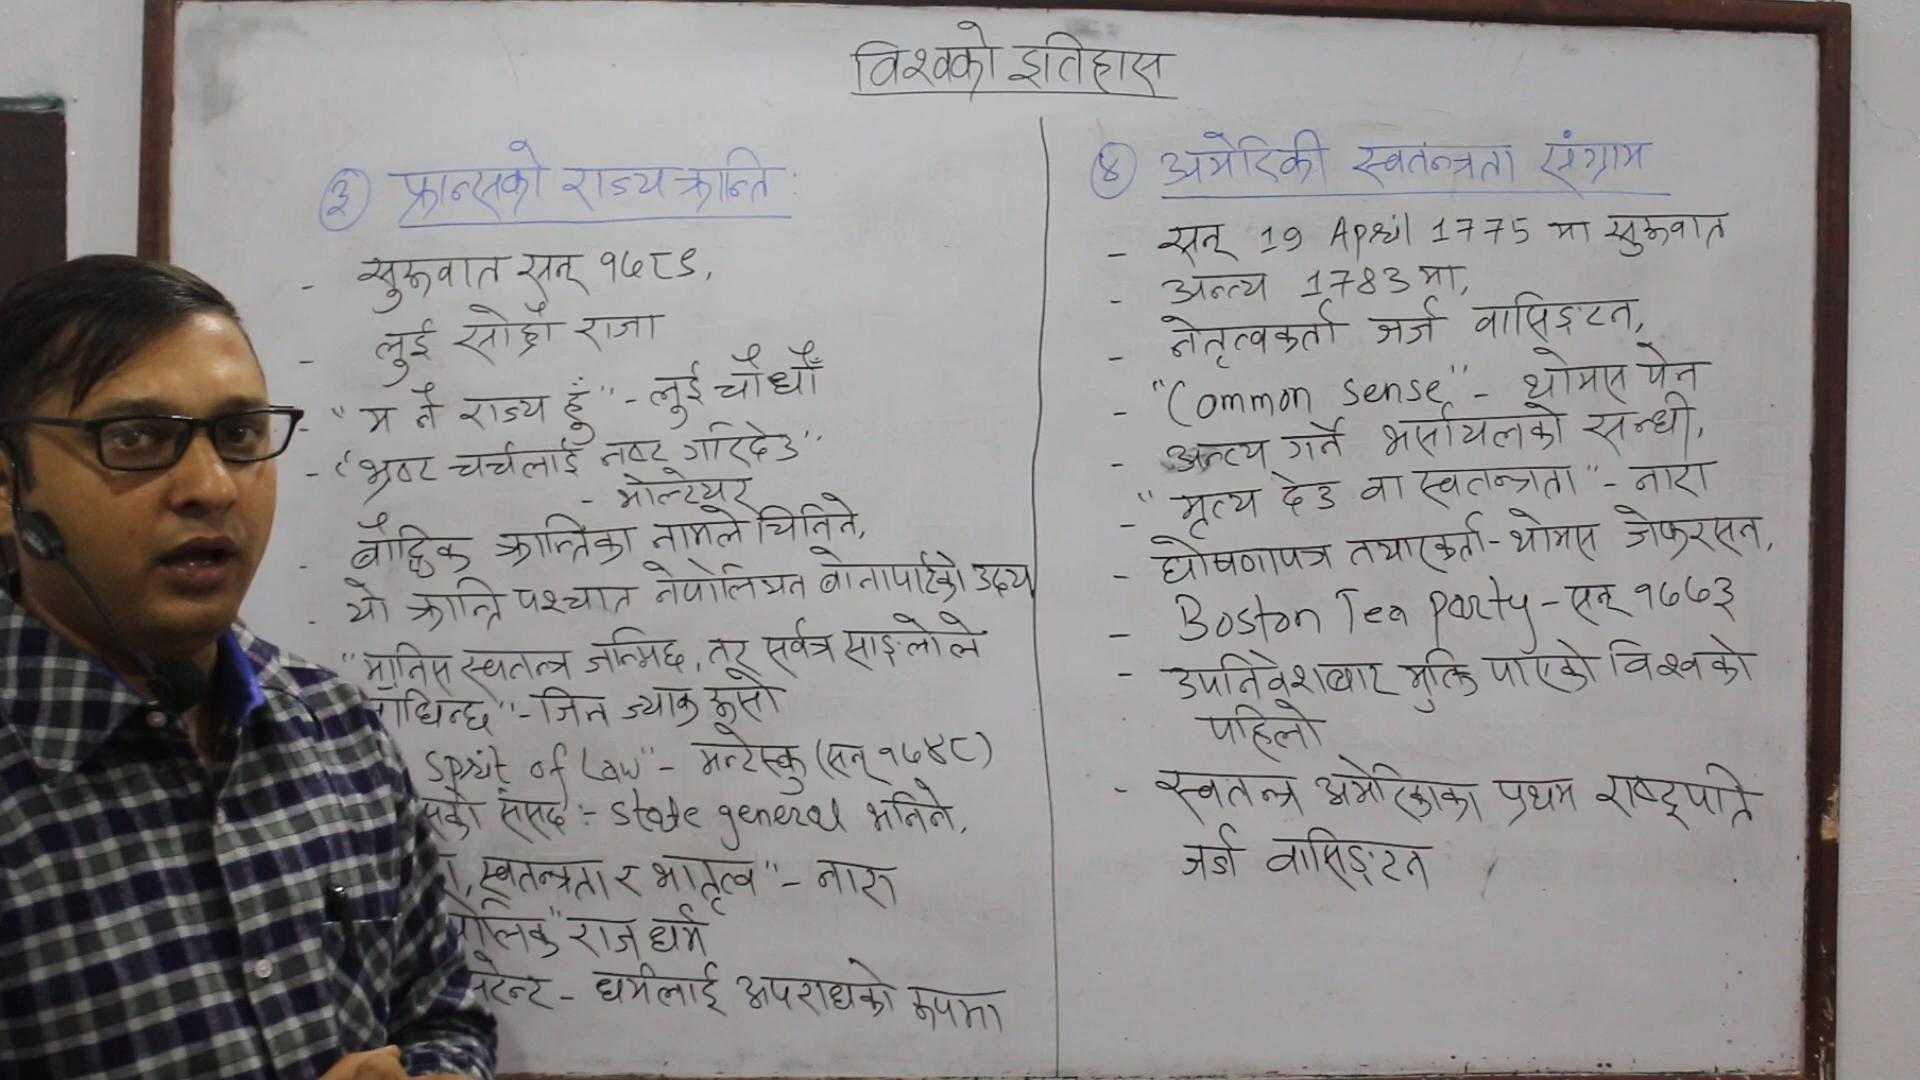 विश्वको इतिहास
③ फ्रान्सको राज्य क्रान्ति:
- सुरुवात सन् १७८९,
- लुई सोह्रौं राजा
- "म नै राज्य हुँ" - लुई चौधौं
- "भ्रष्ट चर्चलाई नष्ट गरिदेउ"
- भोल्टेयर
- बौद्धिक क्रान्तिका नामले चिनिने,
- यो क्रान्ति पश्चात नेपोलियन बोनापार्टको उदय
"मानिस स्वतन्त्र जन्मिछ, तर सर्वत्र साङ्लोले
बाँधिन्छ" - जिन ज्याक रूसो
Sprit of Law" - मन्टेस्कु (सन् १७४८)
संसद :- State general भनिने,
, स्वतन्त्रता र भातृत्व" - नारा
राज धर्म
- धर्मलाई अपराधको रूपमा
④ अमेरिकी स्वतन्त्रता संग्राम
- सन् 19 April 1775 मा सुरुवात
- अन्त्य 1783 मा,
- नेतृत्वकर्ता जर्ज वासिङ्टन,
- "Common Sense" - थोमस पेन
- अन्त्य गर्ने भर्सायलको सन्धी,
- "मृत्य देउ वा स्वतन्त्रता" - नारा
- घोषणापत्र तयारकर्ता - थोमस जेफरसन,
- Boston Tea Party - सन् १७७३
- उपनिवेशबाट मुक्ति पाएको विश्वको
पहिलो
- स्वतन्त्र अमेरिकाका प्रथम राष्ट्रपति
जर्ज वासिङ्टन